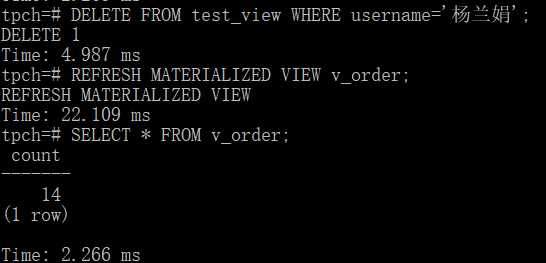 tpch=# DELETE FROM test_view WHERE username='杨兰娟';
DELETE 1
Time: 4.987 ms
tpch=# REFRESH MATERIALIZED VIEW v_order;
REFRESH MATERIALIZED VIEW
Time: 22.109 ms
tpch=# SELECT * FROM v_order;
count
-------
14
(1 row)
Time: 2.266 ms